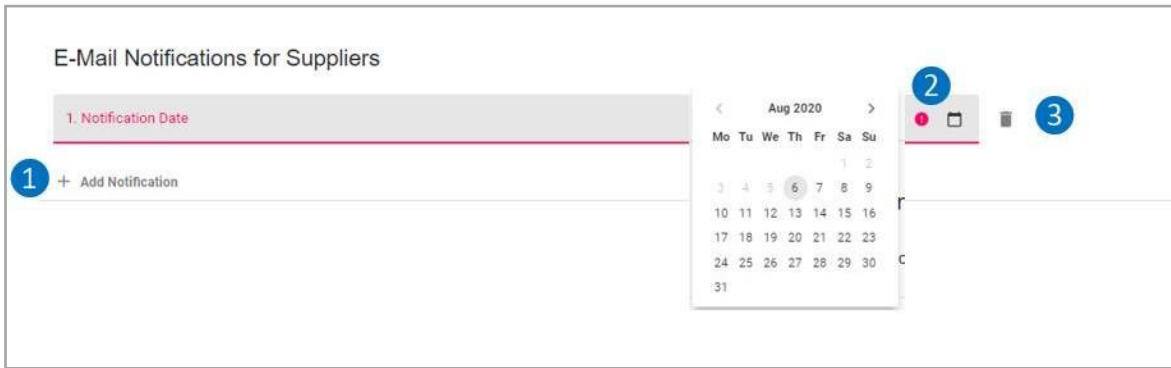 E-Mail Notifications for Suppliers
2
Aug 2020
1. Notification Date
3
Mo Tu We Th Fr Sa Su
1 2
1
+ Add Notification
3 4 5 6 7 8 9
10 11 12 13 14 15 16
17 18 19 20 21 22 23
24 25 26 27 28 29 30
31